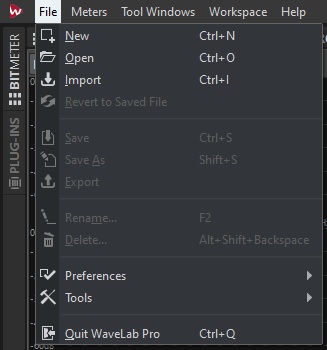 File Meters Tool Windows Workspace Help
BITMETER
PLUG-INS
New Ctrl+N
Open Ctrl+O
Import Ctrl+I
Revert to Saved File
Save Ctrl+S
Save As Shift+S
Export
Rename... F2
Delete... Alt+Shift+Backspace
Preferences
Tools
Quit WaveLab Pro Ctrl+Q